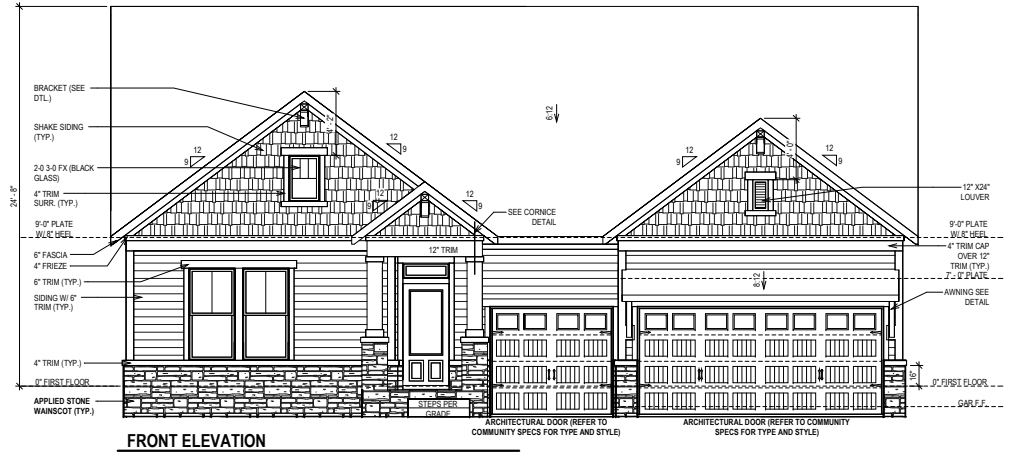 24' - 8"
BRACKET (SEE
DTL.)
SHAKE SIDING
(TYP.)
2-0 3-0 FX (BLACK
GLASS)
4" TRIM
SURR. (TYP.)
9'-0" PLATE
W/ 8" HEEL
6" FASCIA
4" FRIEZE
6" TRIM (TYP.)
SIDING W/ 6"
TRIM (TYP.)
4" TRIM (TYP.)
0" FIRST FLOOR
APPLIED STONE
WAINSCOT (TYP.)
12
9
4' - 2"
12
9
12
9
12
9
SEE CORNICE
DETAIL
12" TRIM
6:12
12
9
12
9
12" X24"
LOUVER
9'-0" PLATE
W/ 8" HEEL
4" TRIM CAP
OVER 12"
TRIM (TYP.)
7' - 0" PLATE
8:12
AWNING SEE
DETAIL
16"
0" FIRST FLOOR
GAR F.F.
STEPS PER
GRADE
ARCHITECTURAL DOOR (REFER TO
COMMUNITY SPECS FOR TYPE AND STYLE)
ARCHITECTURAL DOOR (REFER TO COMMUNITY
SPECS FOR TYPE AND STYLE)
FRONT ELEVATION